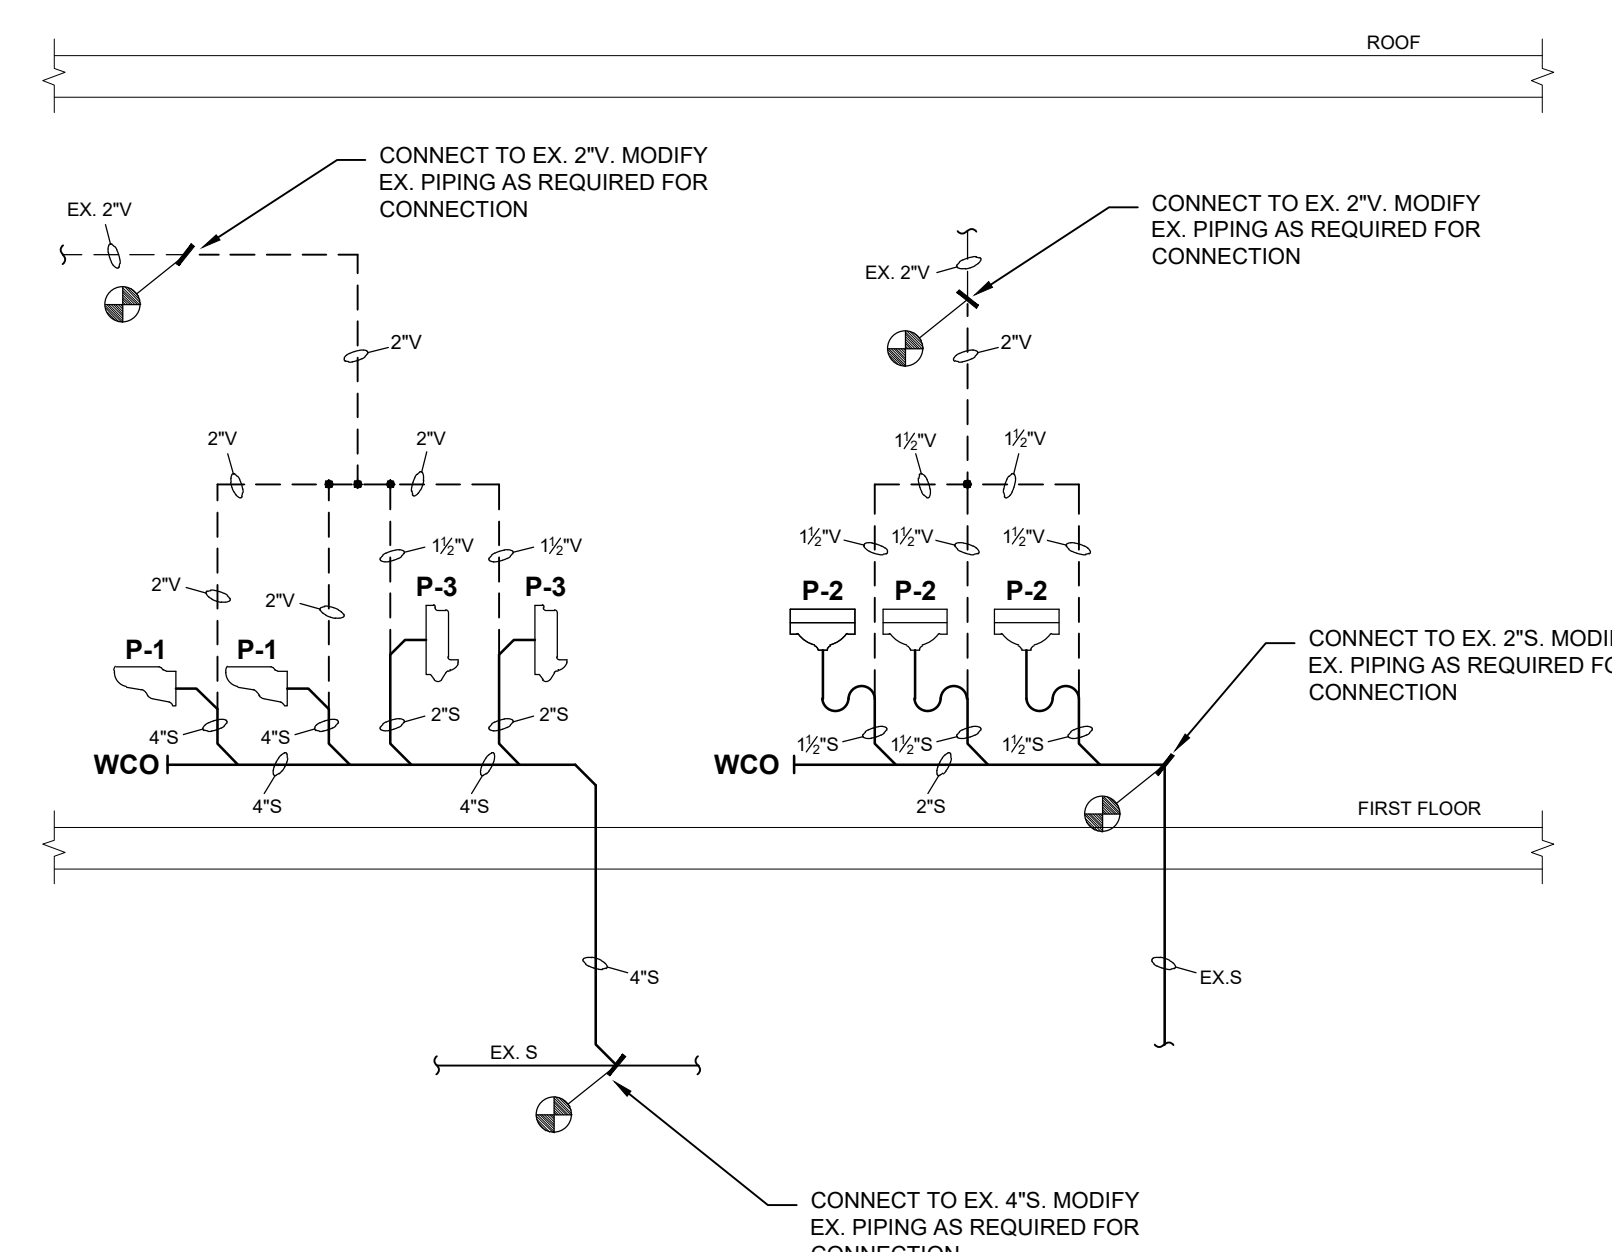 ROOF
CONNECT TO EX. 2"V. MODIFY
EX. PIPING AS REQUIRED FOR
CONNECTION
EX. 2"V
CONNECT TO EX. 2"V. MODIFY
EX. PIPING AS REQUIRED FOR
CONNECTION
EX. 2"V
2"V
2"V
2"V
2"V
1½"V
1½"V
1½"V
1½"V
1½"V
1½"V
1½"V
2"V
2"V
P-3
P-3
P-2
P-2
P-2
P-1
P-1
CONNECT TO EX. 2"S.
EX. PIPING AS REQUIRED
CONNECTION
4"S
4"S
2"S
2"S
1½"S
1½"S
1½"S
WCO
WCO
4"S
4"S
2"S
FIRST FLOOR
4"S
EX.S
EX. S
CONNECT TO EX. 4"S. MODIFY
EX. PIPING AS REQUIRED FOR
CONNECTION